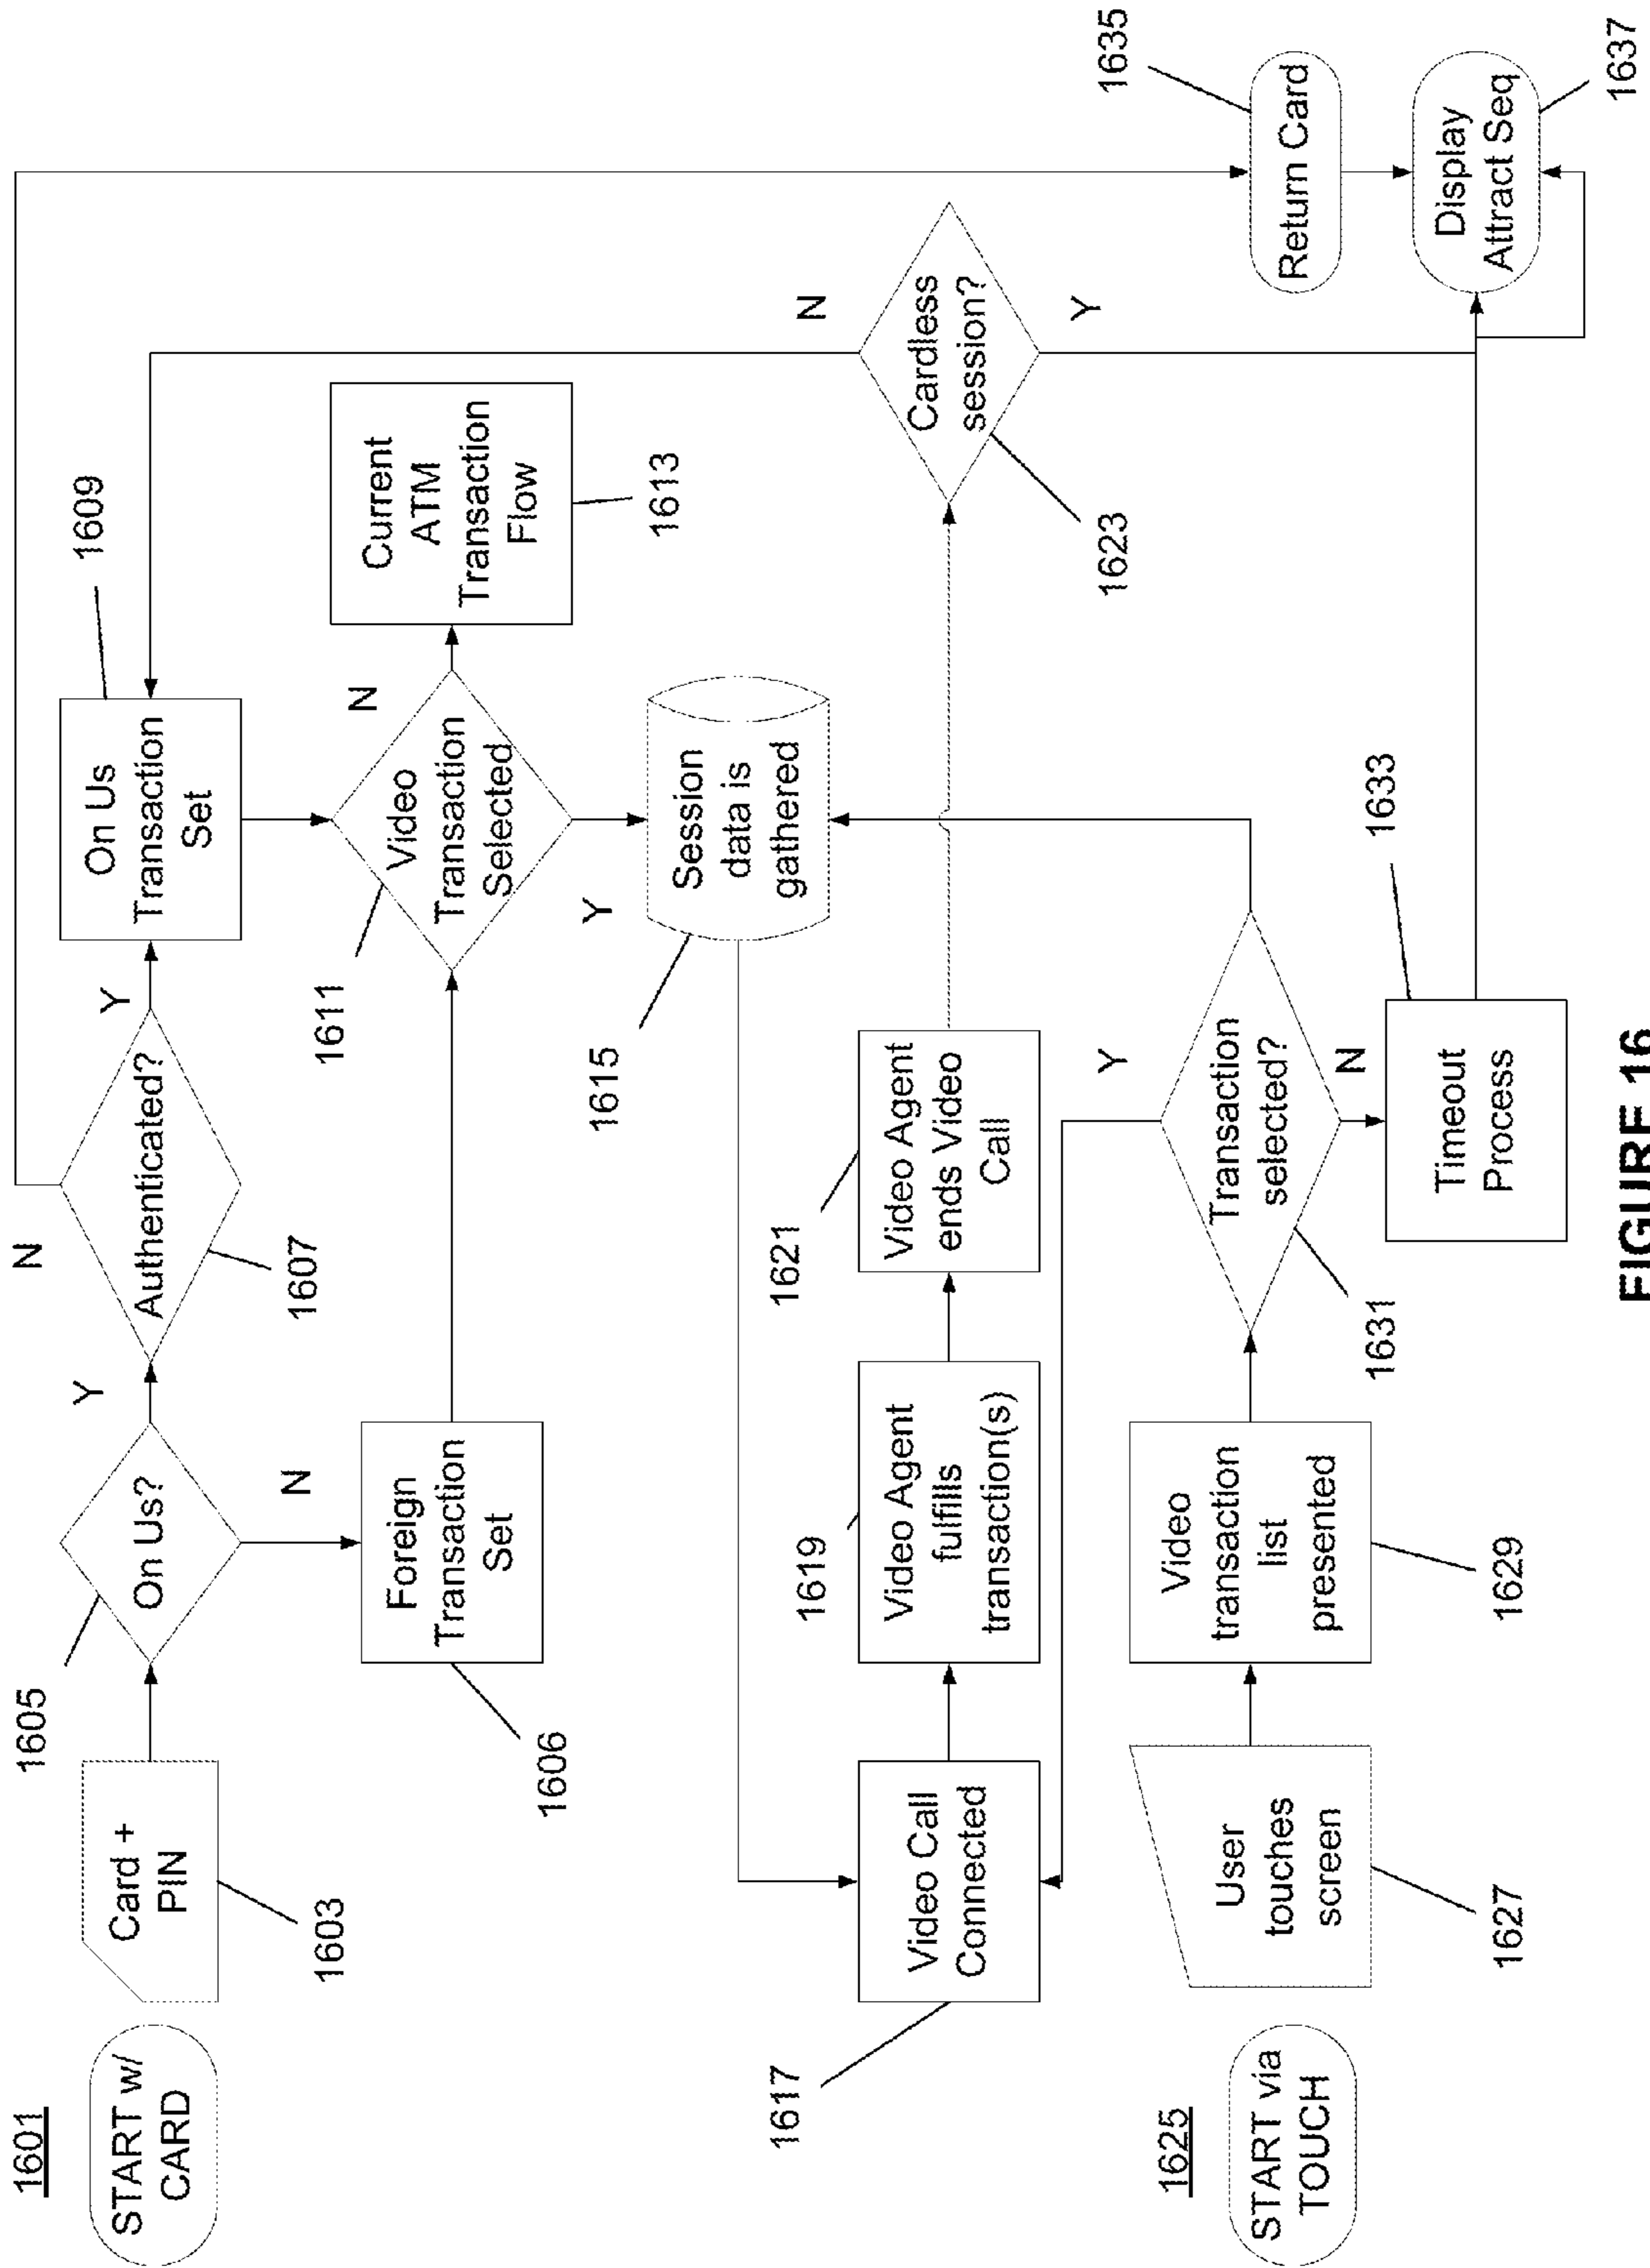 1601
START w/
CARD
Card +
PIN
1603
1605
On Us?
Y
N
Foreign
Transaction
Set
1606
Authenticated?
N
Y
1607
On Us
Transaction
Set
1609
Video
Transaction
Selected
N
Y
1611
Current
ATM
Transaction
Flow
1613
Session
data is
gathered
1615
Video Call
Connected
1617
Video Agent
fulfills
transaction(s)
1619
Video Agent
ends Video
Call
1621
Cardless
session?
N
Y
1623
1625
START via
TOUCH
User
touches
screen
1627
Video
transaction
list
presented
1629
Transaction
selected?
Y
N
1631
Timeout
Process
1633
Return Card
1635
Display
Attract Seq
1637
FIGURE 16